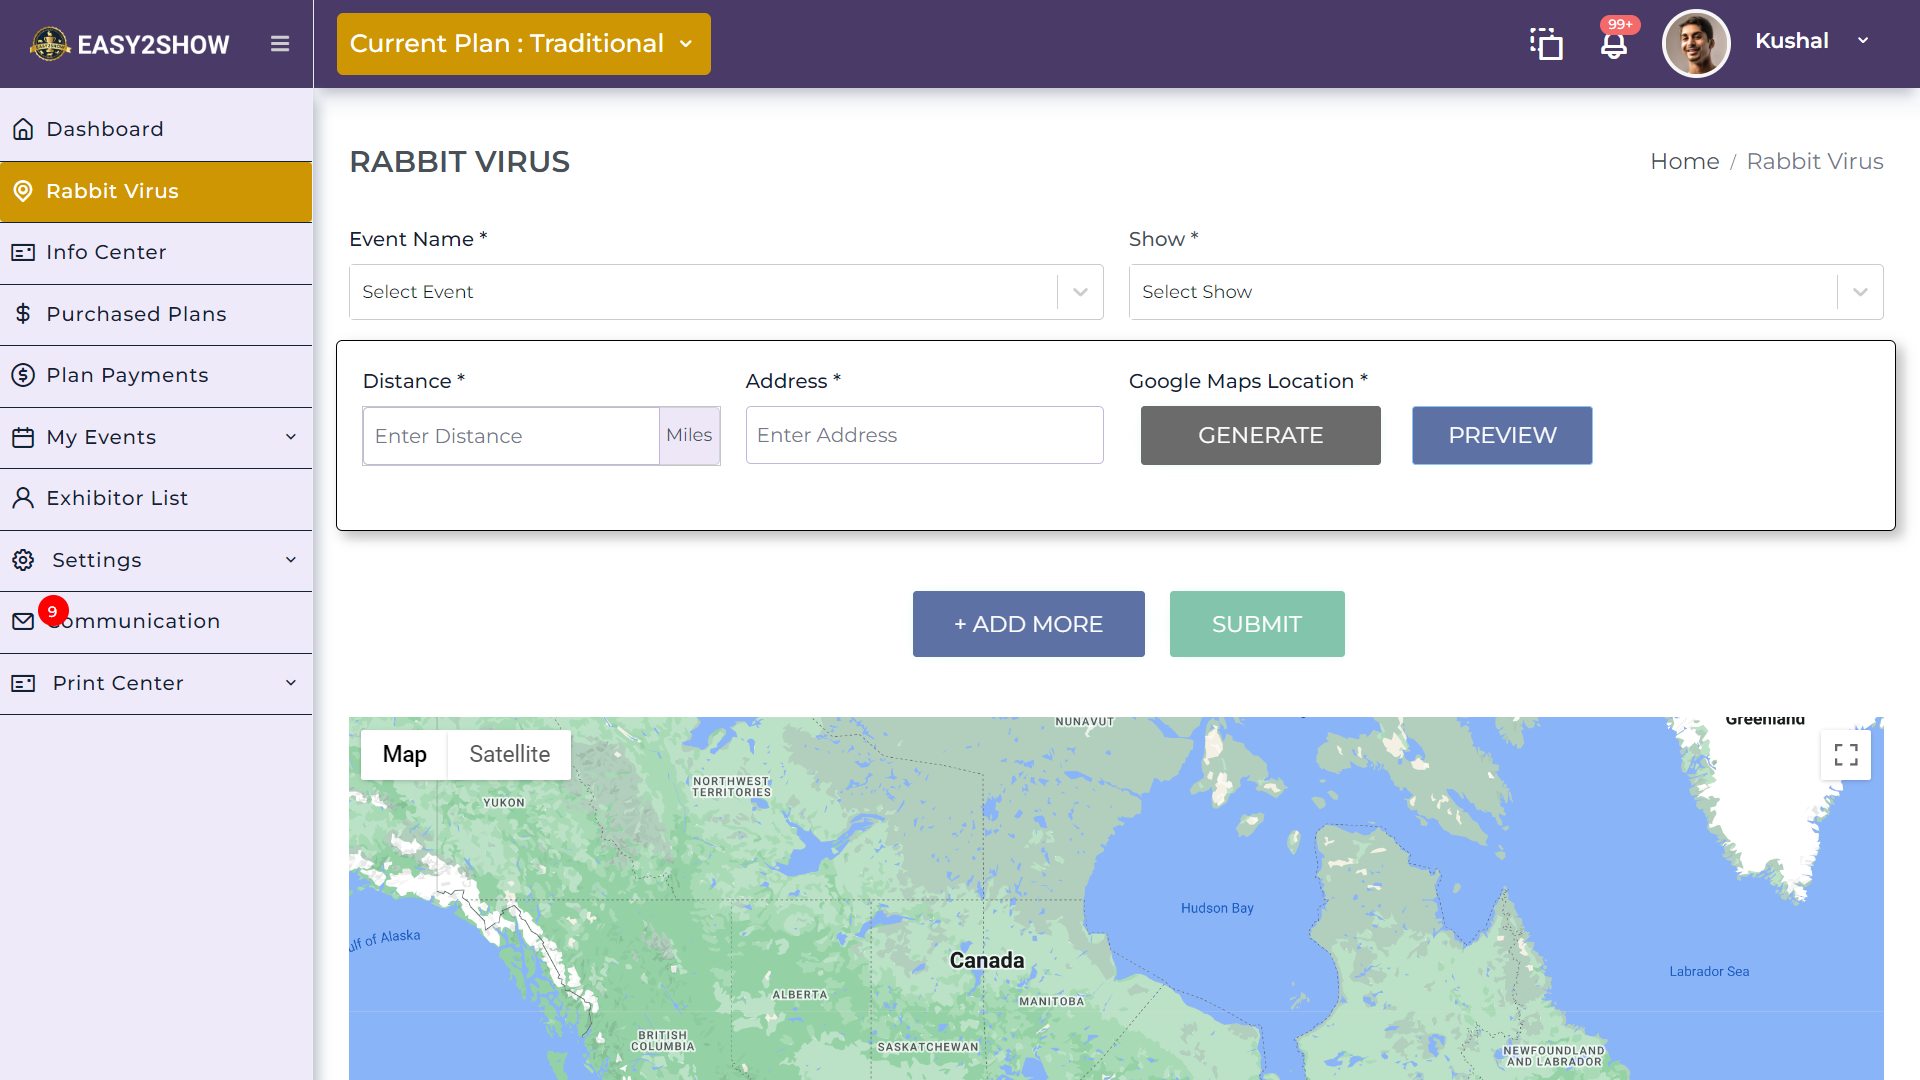 EASY2SHOW
Current Plan : Traditional
99+
Kushal
Dashboard
Rabbit Virus
Info Center
Purchased Plans
Plan Payments
My Events
Exhibitor List
Settings
9
Communication
Print Center
RABBIT VIRUS
Home / Rabbit Virus
Event Name *
Show *
Select Event
Select Show
Distance *
Address *
Google Maps Location *
Enter Distance
Miles
Enter Address
GENERATE
PREVIEW
+ ADD MORE
SUBMIT
Map
Satellite
NUNAVUT
Greenland
NORTHWEST
TERRITORIES
YUKON
Hudson Bay
ulf of Alaska
Canada
Labrador Sea
ALBERTA
MANITOBA
BRITISH
COLUMBIA
SASKATCHEWAN
NEWFOUNDLAND
AND LABRADOR